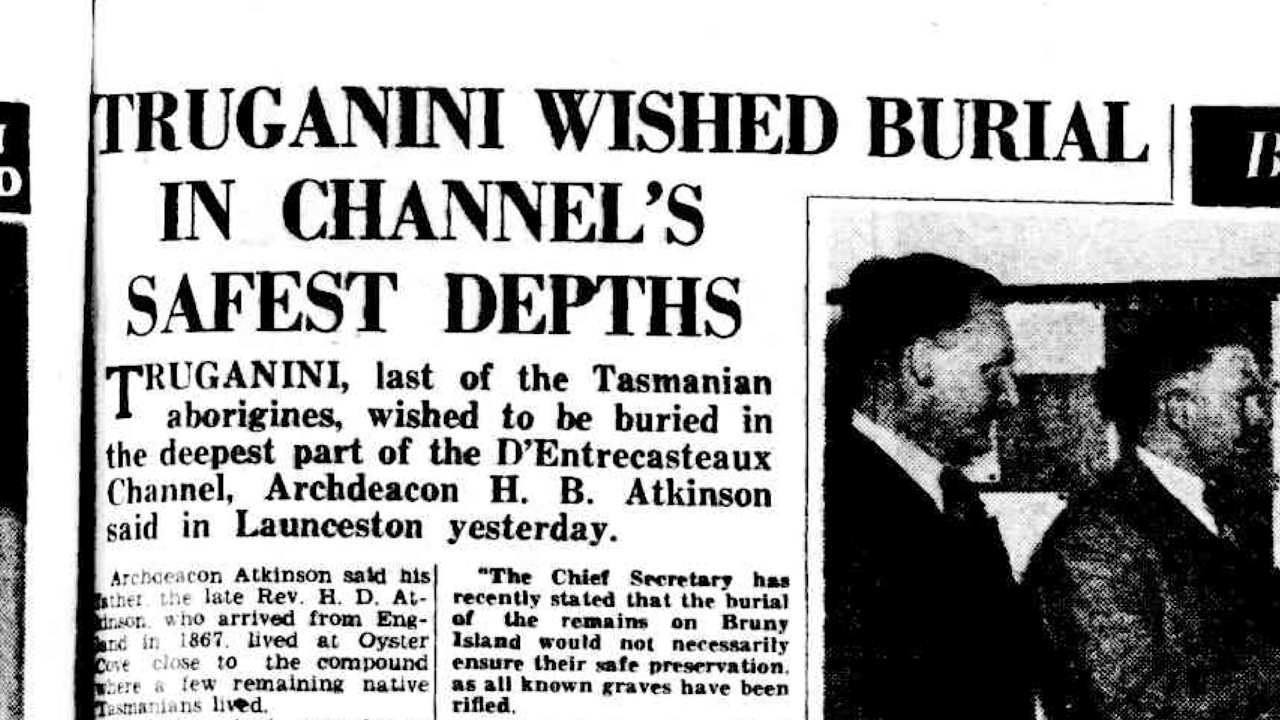 TRUGANINI WISHED BURIAL
IN CHANNEL'S
SAFEST DEPTHS
TRUGANINI, last of the Tasmanian
aborigines, wished to be buried in
the deepest part of the D'Entrecasteaux
Channel, Archdeacon H. B. Atkinson
said in Launceston yesterday.
Archdeacon Atkinson said his
father, the late Rev. H. D. At-
kinson, who arrived from Eng-
land in 1867, lived at Oyster
Cove close to the compound
where a few remaining native
Tasmanians lived.
"The Chief Secretary has
recently stated that the burial
of the remains on Bruny
Island would not necessarily
ensure their safe preservation,
as all known graves have been
rifled.